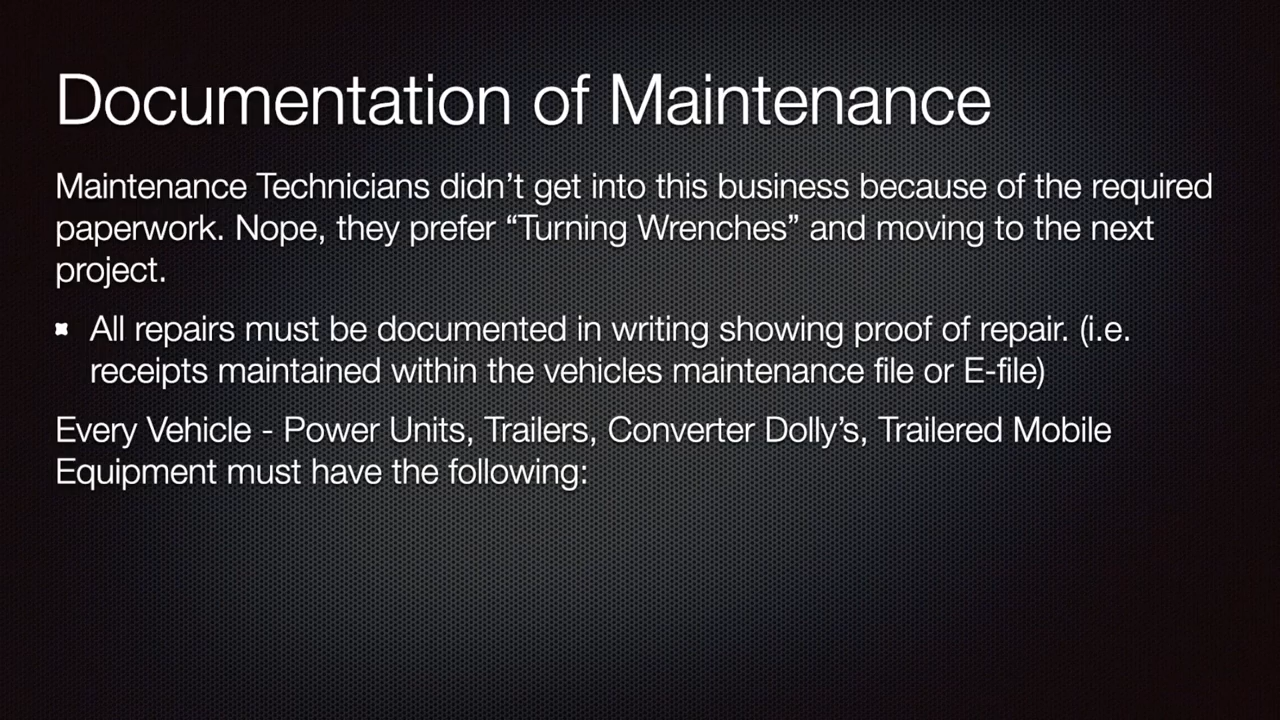 Documentation of Maintenance
Maintenance Technicians didn’t get into this business because of the required
paperwork. Nope, they prefer “Turning Wrenches” and moving to the next
project.
All repairs must be documented in writing showing proof of repair. (i.e.
receipts maintained within the vehicles maintenance file or E-file)
Every Vehicle - Power Units, Trailers, Converter Dolly’s, Trailered Mobile
Equipment must have the following: